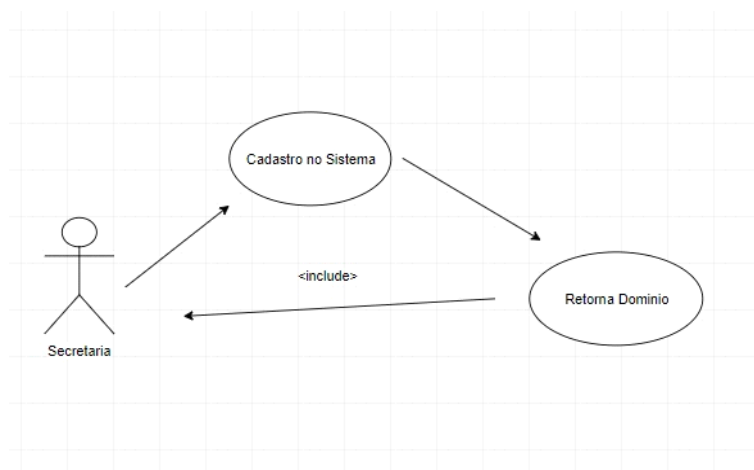 Cadastro no Sistema
<include>
Retorna Dominio
Secretaria